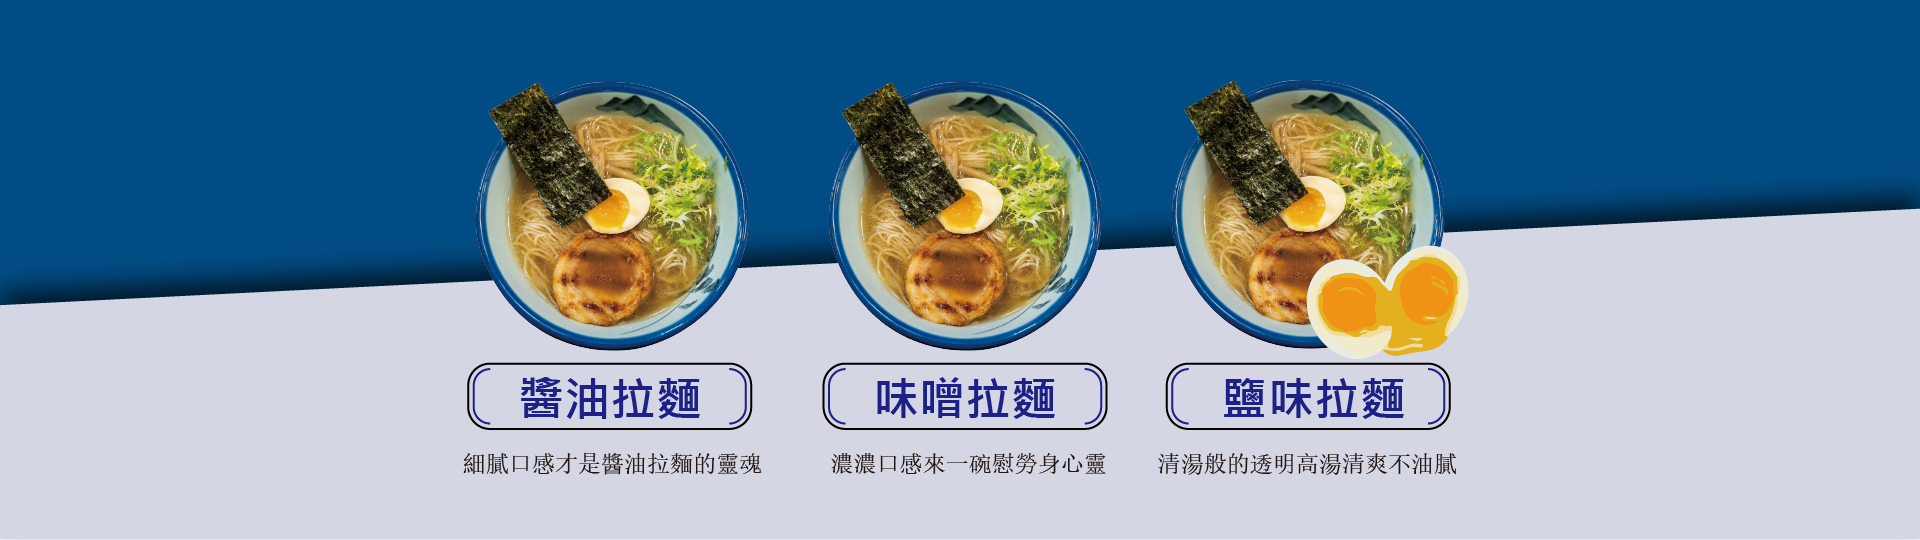 醬油拉麵
味噌拉麵
鹽味拉麵
細膩口感才是醬油拉麵的靈魂
濃濃口感來一碗慰勞身心靈
清湯般的透明高湯清爽不油膩